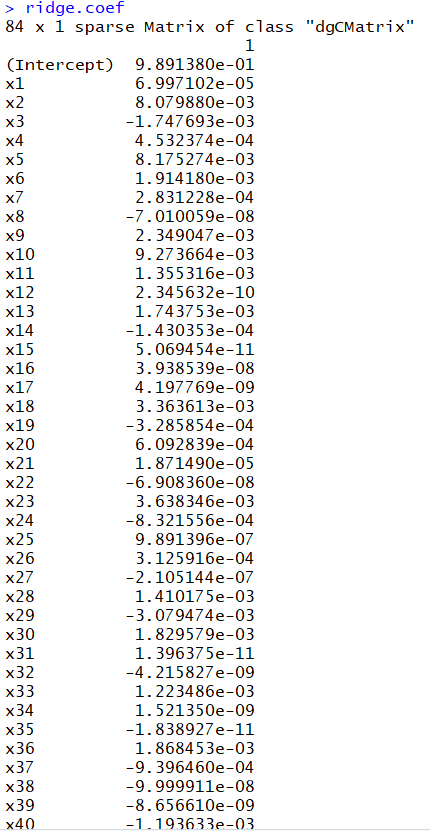 > ridge.coef
84 x 1 sparse Matrix of class "dgCMatrix"
1
(Intercept) 9.891380e-01
x1 6.997102e-05
x2 8.079880e-03
x3 -1.747693e-03
x4 4.532374e-04
x5 8.175274e-03
x6 1.914180e-03
x7 2.831228e-04
x8 -7.010059e-08
x9 2.349047e-03
x10 9.273664e-03
x11 1.355316e-03
x12 2.345632e-10
x13 1.743753e-03
x14 -1.430353e-04
x15 5.069454e-11
x16 3.938539e-08
x17 4.197769e-09
x18 3.363613e-03
x19 -3.285854e-04
x20 6.092839e-04
x21 1.871490e-05
x22 -6.908360e-08
x23 3.638346e-03
x24 -8.321556e-04
x25 9.891396e-07
x26 3.125916e-04
x27 -2.105144e-07
x28 1.410175e-03
x29 -3.079474e-03
x30 1.829579e-03
x31 1.396375e-11
x32 -4.215827e-09
x33 1.223486e-03
x34 1.521350e-09
x35 -1.838927e-11
x36 1.868453e-03
x37 -9.396460e-04
x38 -9.999911e-08
x39 -8.656610e-09
x40 -1.193633e-03